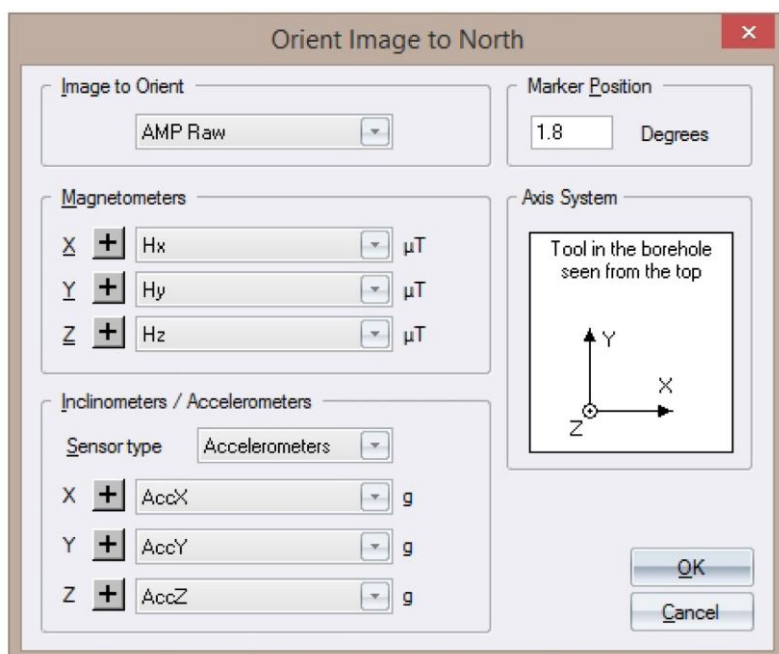 Orient Image to North
Image to Orient
AMP Raw
Marker Position
1.8 Degrees
Magnetometers
X + Hx µT
Y + Hy µT
Z + Hz µT
Axis System
Tool in the borehole
seen from the top
Y
X
Z
Inclinometers / Accelerometers
Sensor type Accelerometers
X + AccX g
Y + AccY g
Z + AccZ g
OK
Cancel